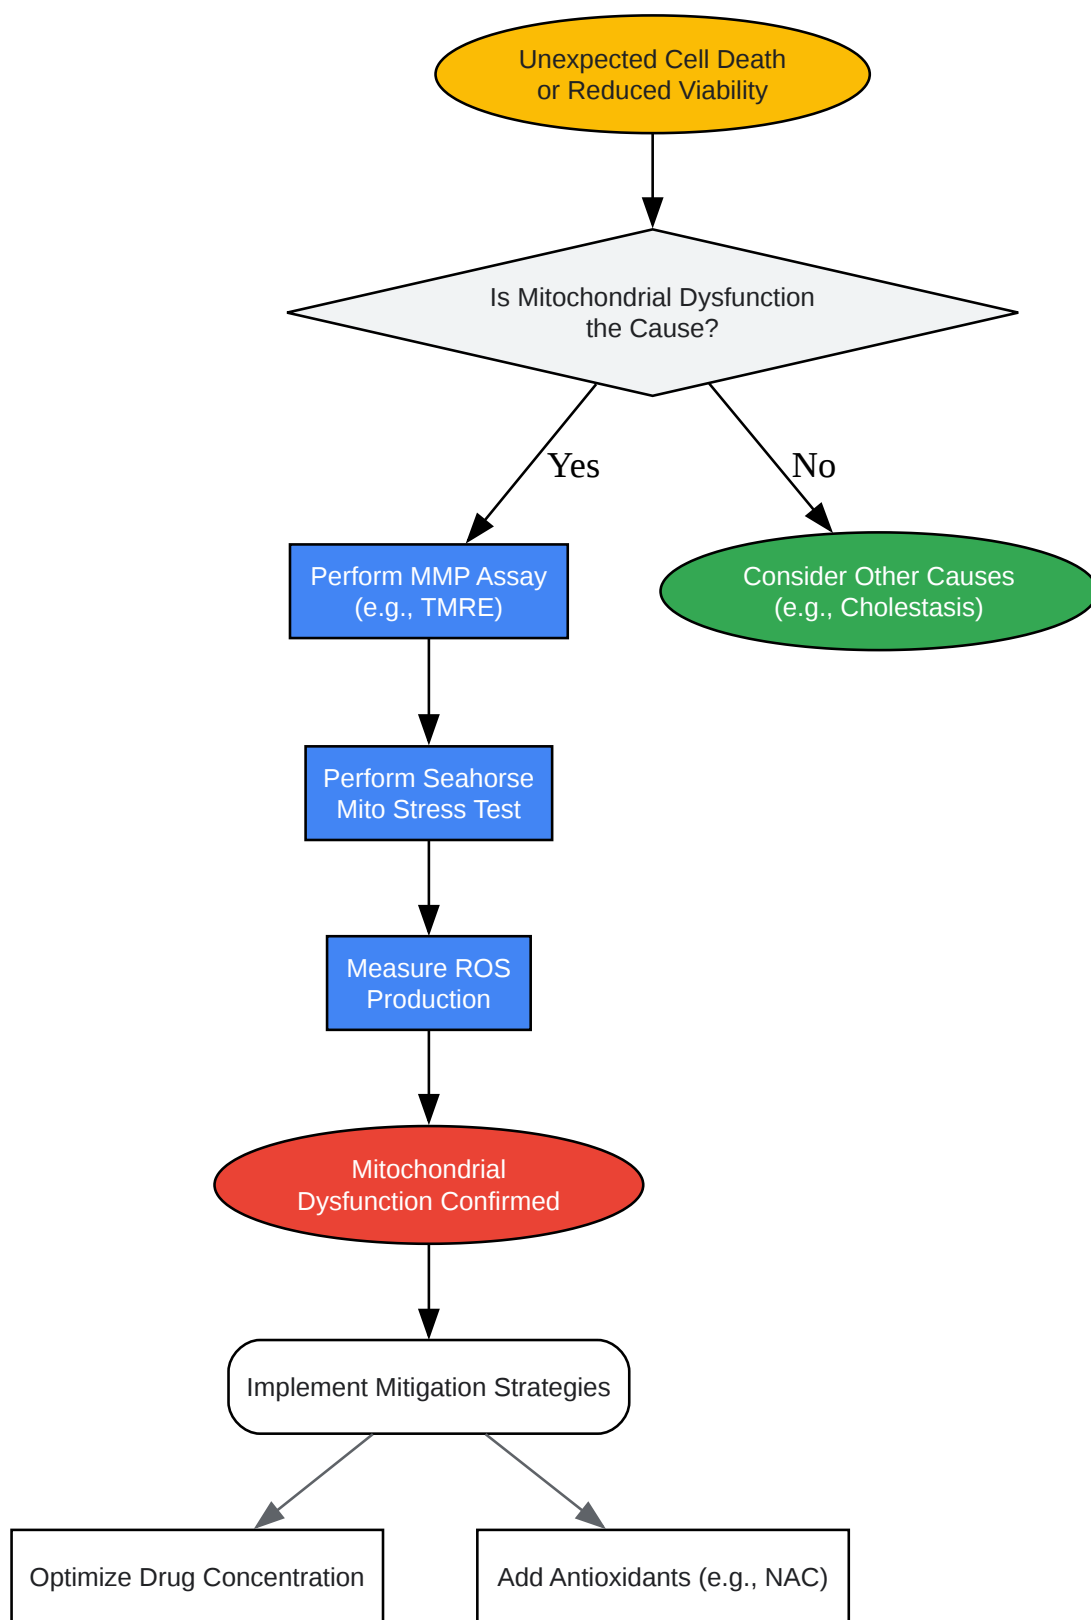 Unexpected Cell Death
or Reduced Viability
Is Mitochondrial Dysfunction
the Cause?
Yes
No
Perform MMP Assay
(e.g., TMRE)
Consider Other Causes
(e.g., Cholestasis)
Perform Seahorse
Mito Stress Test
Measure ROS
Production
Mitochondrial
Dysfunction Confirmed
Implement Mitigation Strategies
Optimize Drug Concentration
Add Antioxidants (e.g., NAC)